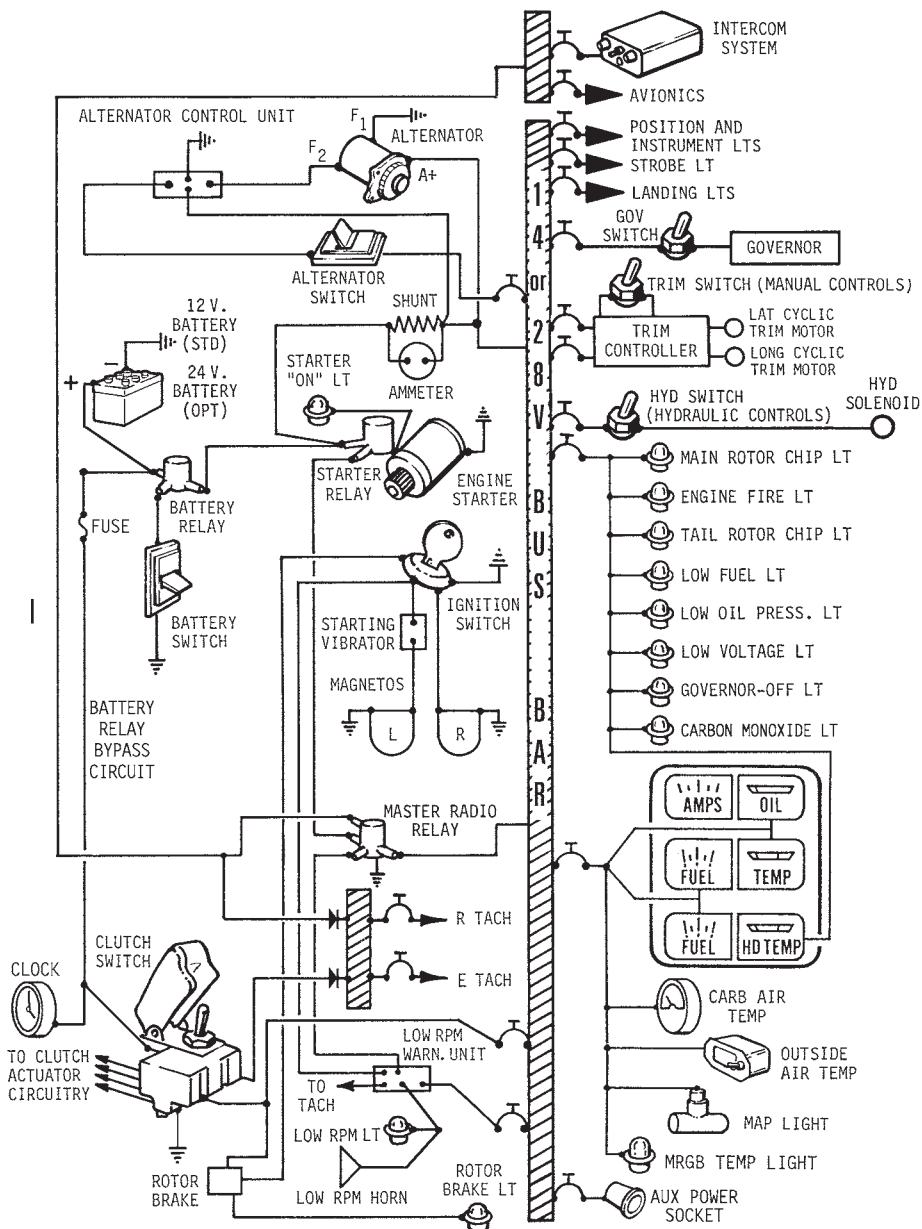 INTERCOM
SYSTEM
AVIONICS
ALTERNATOR CONTROL UNIT
F1
ALTERNATOR
F2
A+
POSITION AND
INSTRUMENT LTS
STROBE LT
LANDING LTS
GOV
SWITCH
GOVERNOR
ALTERNATOR
SWITCH
TRIM SWITCH (MANUAL CONTROLS)
TRIM
CONTROLLER
LAT CYCLIC
TRIM MOTOR
LONG CYCLIC
TRIM MOTOR
12 V.
BATTERY
(STD)
24 V.
BATTERY
(OPT)
+
−
SHUNT
AMMETER
STARTER
"ON" LT
HYD SWITCH
(HYDRAULIC CONTROLS)
HYD
SOLENOID
STARTER
RELAY
ENGINE
STARTER
BATTERY
RELAY
FUSE
BATTERY
SWITCH
14 or 28 V BUS BAR
MAIN ROTOR CHIP LT
ENGINE FIRE LT
TAIL ROTOR CHIP LT
LOW FUEL LT
LOW OIL PRESS. LT
LOW VOLTAGE LT
GOVERNOR-OFF LT
CARBON MONOXIDE LT
IGNITION
SWITCH
STARTING
VIBRATOR
MAGNETOS
L
R
BATTERY
RELAY
BYPASS
CIRCUIT
MASTER RADIO
RELAY
AMPS
OIL
FUEL
TEMP
FUEL
HD TEMP
R TACH
E TACH
CLUTCH
SWITCH
CLOCK
TO CLUTCH
ACTUATOR
CIRCUITRY
LOW RPM
WARN. UNIT
TO
TACH
LOW RPM LT
LOW RPM HORN
ROTOR
BRAKE
ROTOR
BRAKE LT
CARB AIR
TEMP
OUTSIDE
AIR TEMP
MAP LIGHT
MRGB TEMP LIGHT
AUX POWER
SOCKET